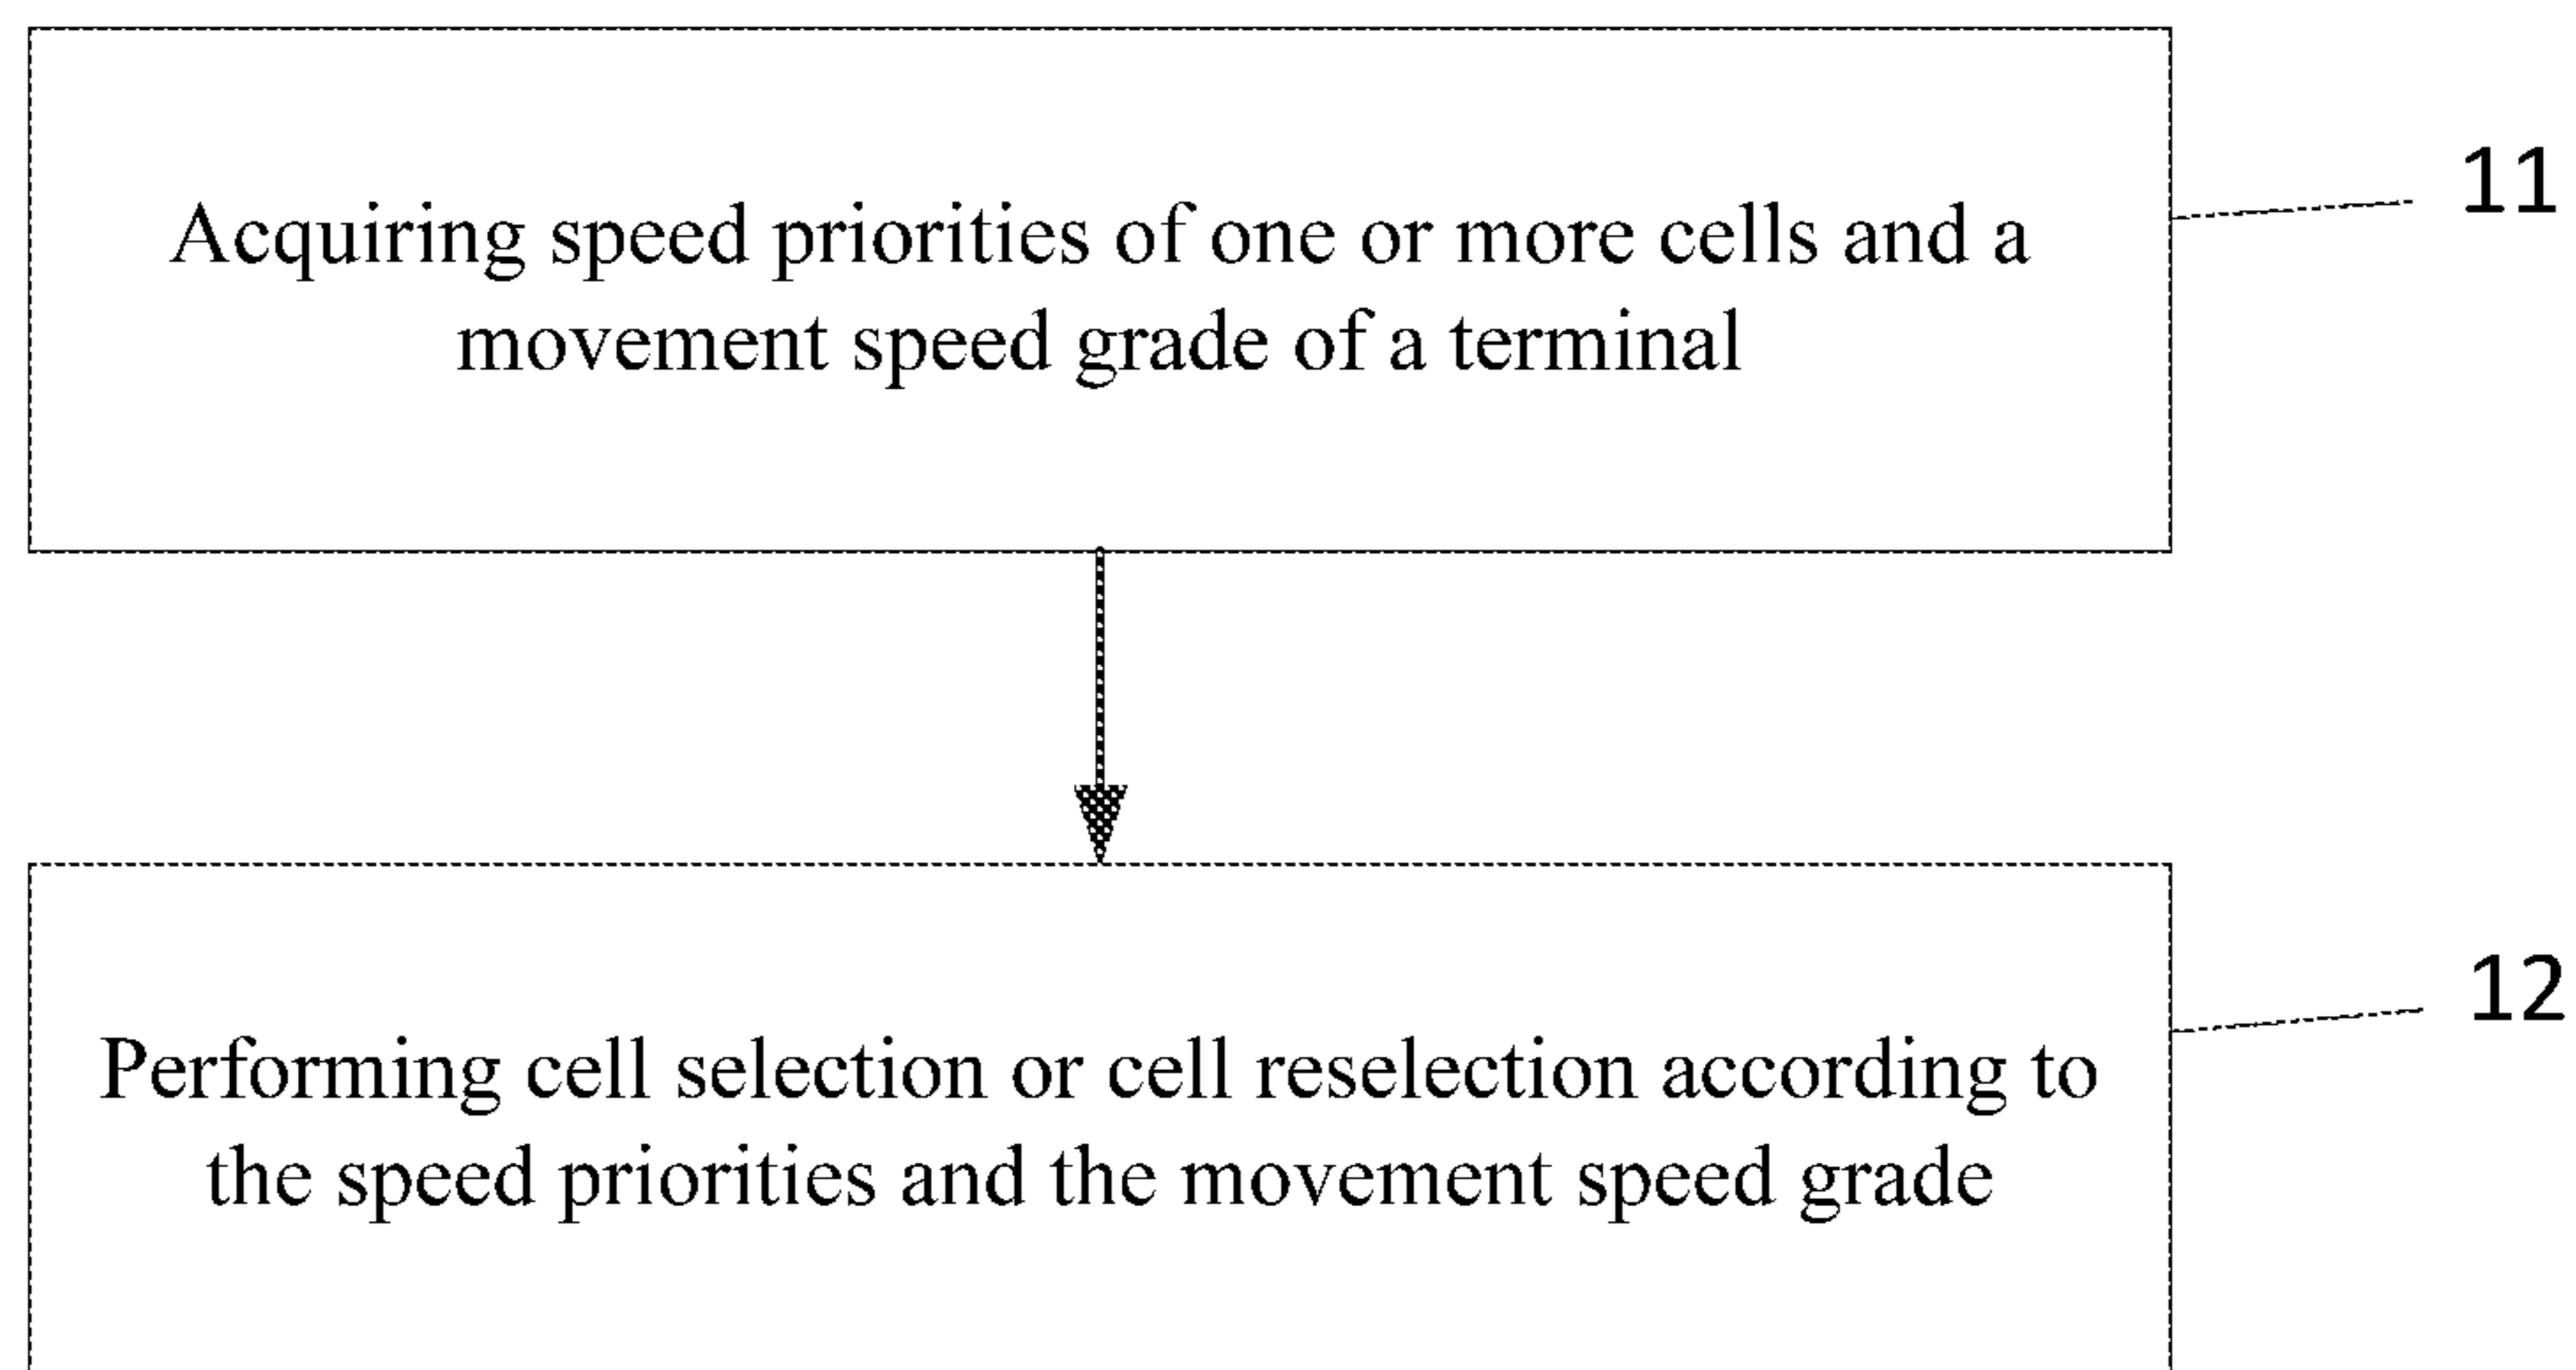 Acquiring speed priorities of one or more cells and a
movement speed grade of a terminal
11
Performing cell selection or cell reselection according to
the speed priorities and the movement speed grade
12